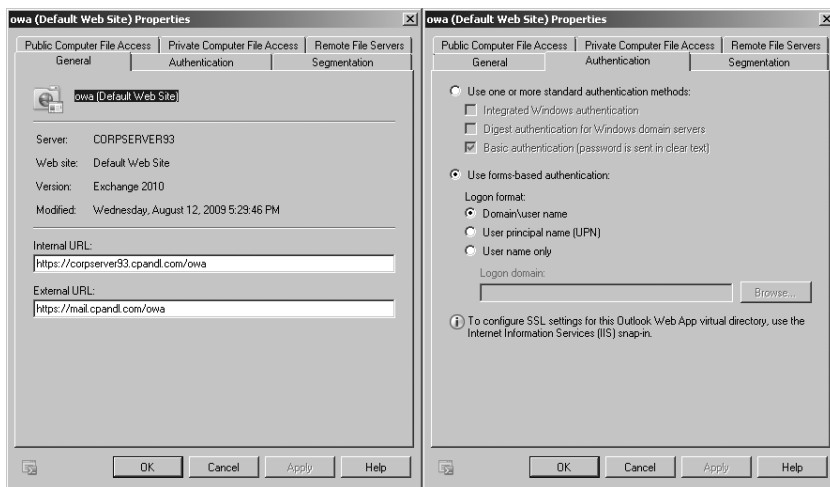 owa (Default Web Site) Properties
Public Computer File Access
Private Computer File Access
Remote File Servers
General
Authentication
Segmentation
owa (Default Web Site)
Server:
CORPSERVER93
Web site:
Default Web Site
Version:
Exchange 2010
Modified:
Wednesday, August 12, 2009 5:29:46 PM
Internal URL:
https://corpserver93.cpandl.com/owa
External URL:
https://mail.cpandl.com/owa
OK
Cancel
Apply
Help
owa (Default Web Site) Properties
Public Computer File Access
Private Computer File Access
Remote File Servers
General
Authentication
Segmentation
Use one or more standard authentication methods:
Integrated Windows authentication
Digest authentication for Windows domain servers
Basic authentication (password is sent in clear text)
Use forms-based authentication:
Logon format:
Domain\user name
User principal name (UPN)
User name only
Logon domain:
Browse...
To configure SSL settings for this Outlook Web App virtual directory, use the
Internet Information Services (IIS) snap-in.
OK
Cancel
Apply
Help